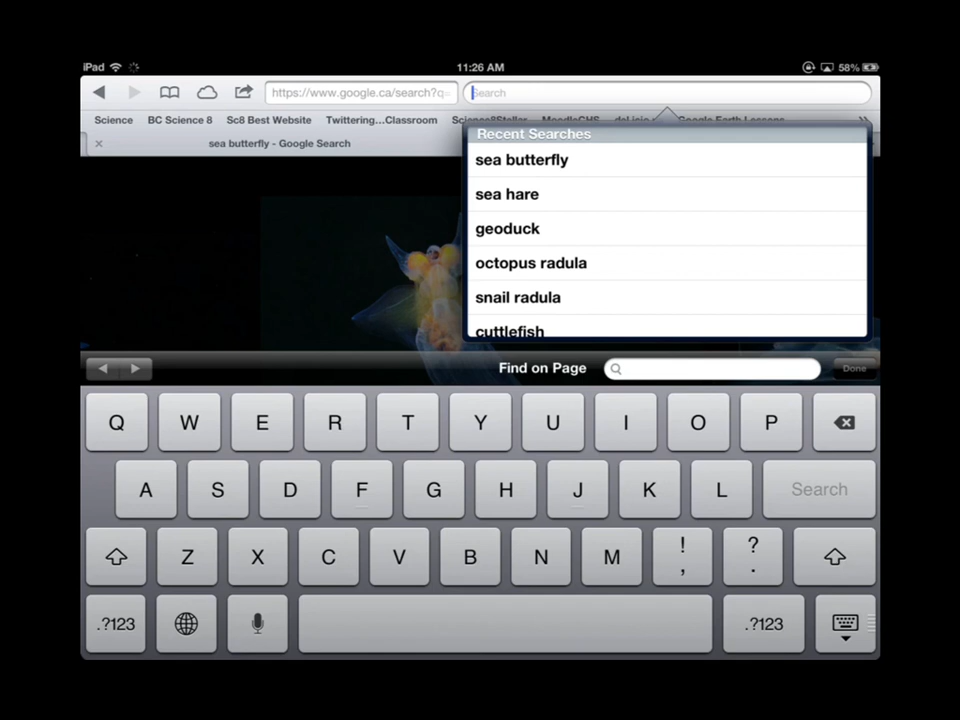 iPad 11:26 AM 58%
https://www.google.ca/search?q= Search
Science BC Science 8 Sc8 Best Website Twittering...Classroom
sea butterfly - Google Search
Recent Searches
sea butterfly
sea hare
geoduck
octopus radula
snail radula
cuttlefish
Find on Page Done
Q W E R T Y U I O P
A S D F G H J K L Search
Z X C V B N M ! , ? .
.?123 .?123